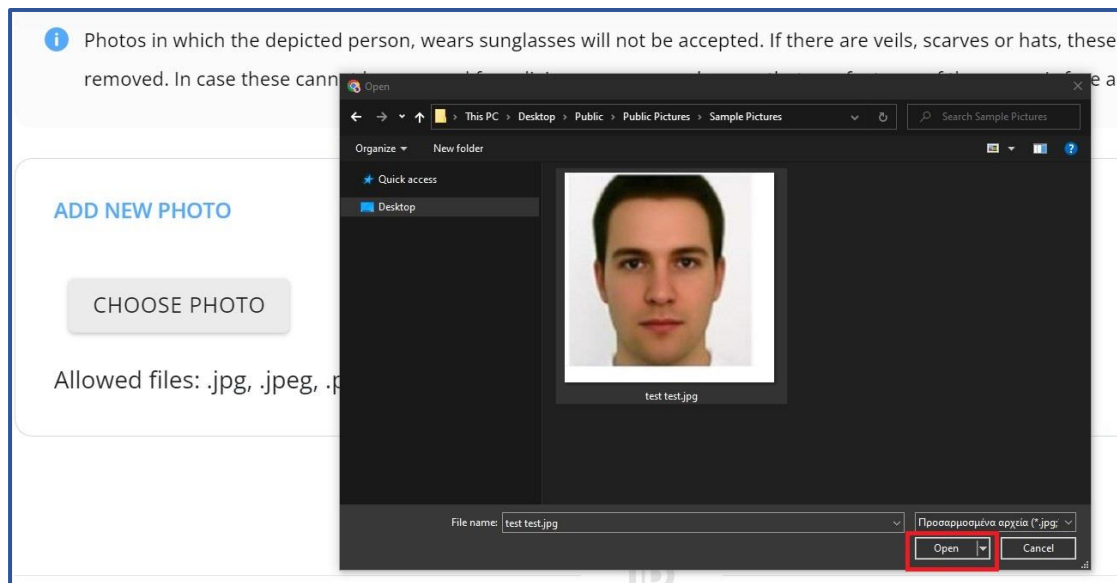 Photos in which the depicted person, wears sunglasses will not be accepted. If there are veils, scarves or hats, these
removed. In case these
Open
This PC > Desktop > Public > Public Pictures > Sample Pictures
Search Sample Pictures
Organize
New folder
Quick access
Desktop
ADD NEW PHOTO
CHOOSE PHOTO
Allowed files: .jpg, .jpeg,
test test.jpg
File name: test test.jpg
Προσαρμοσμένα αρχεία (*.jpg;
Open
Cancel